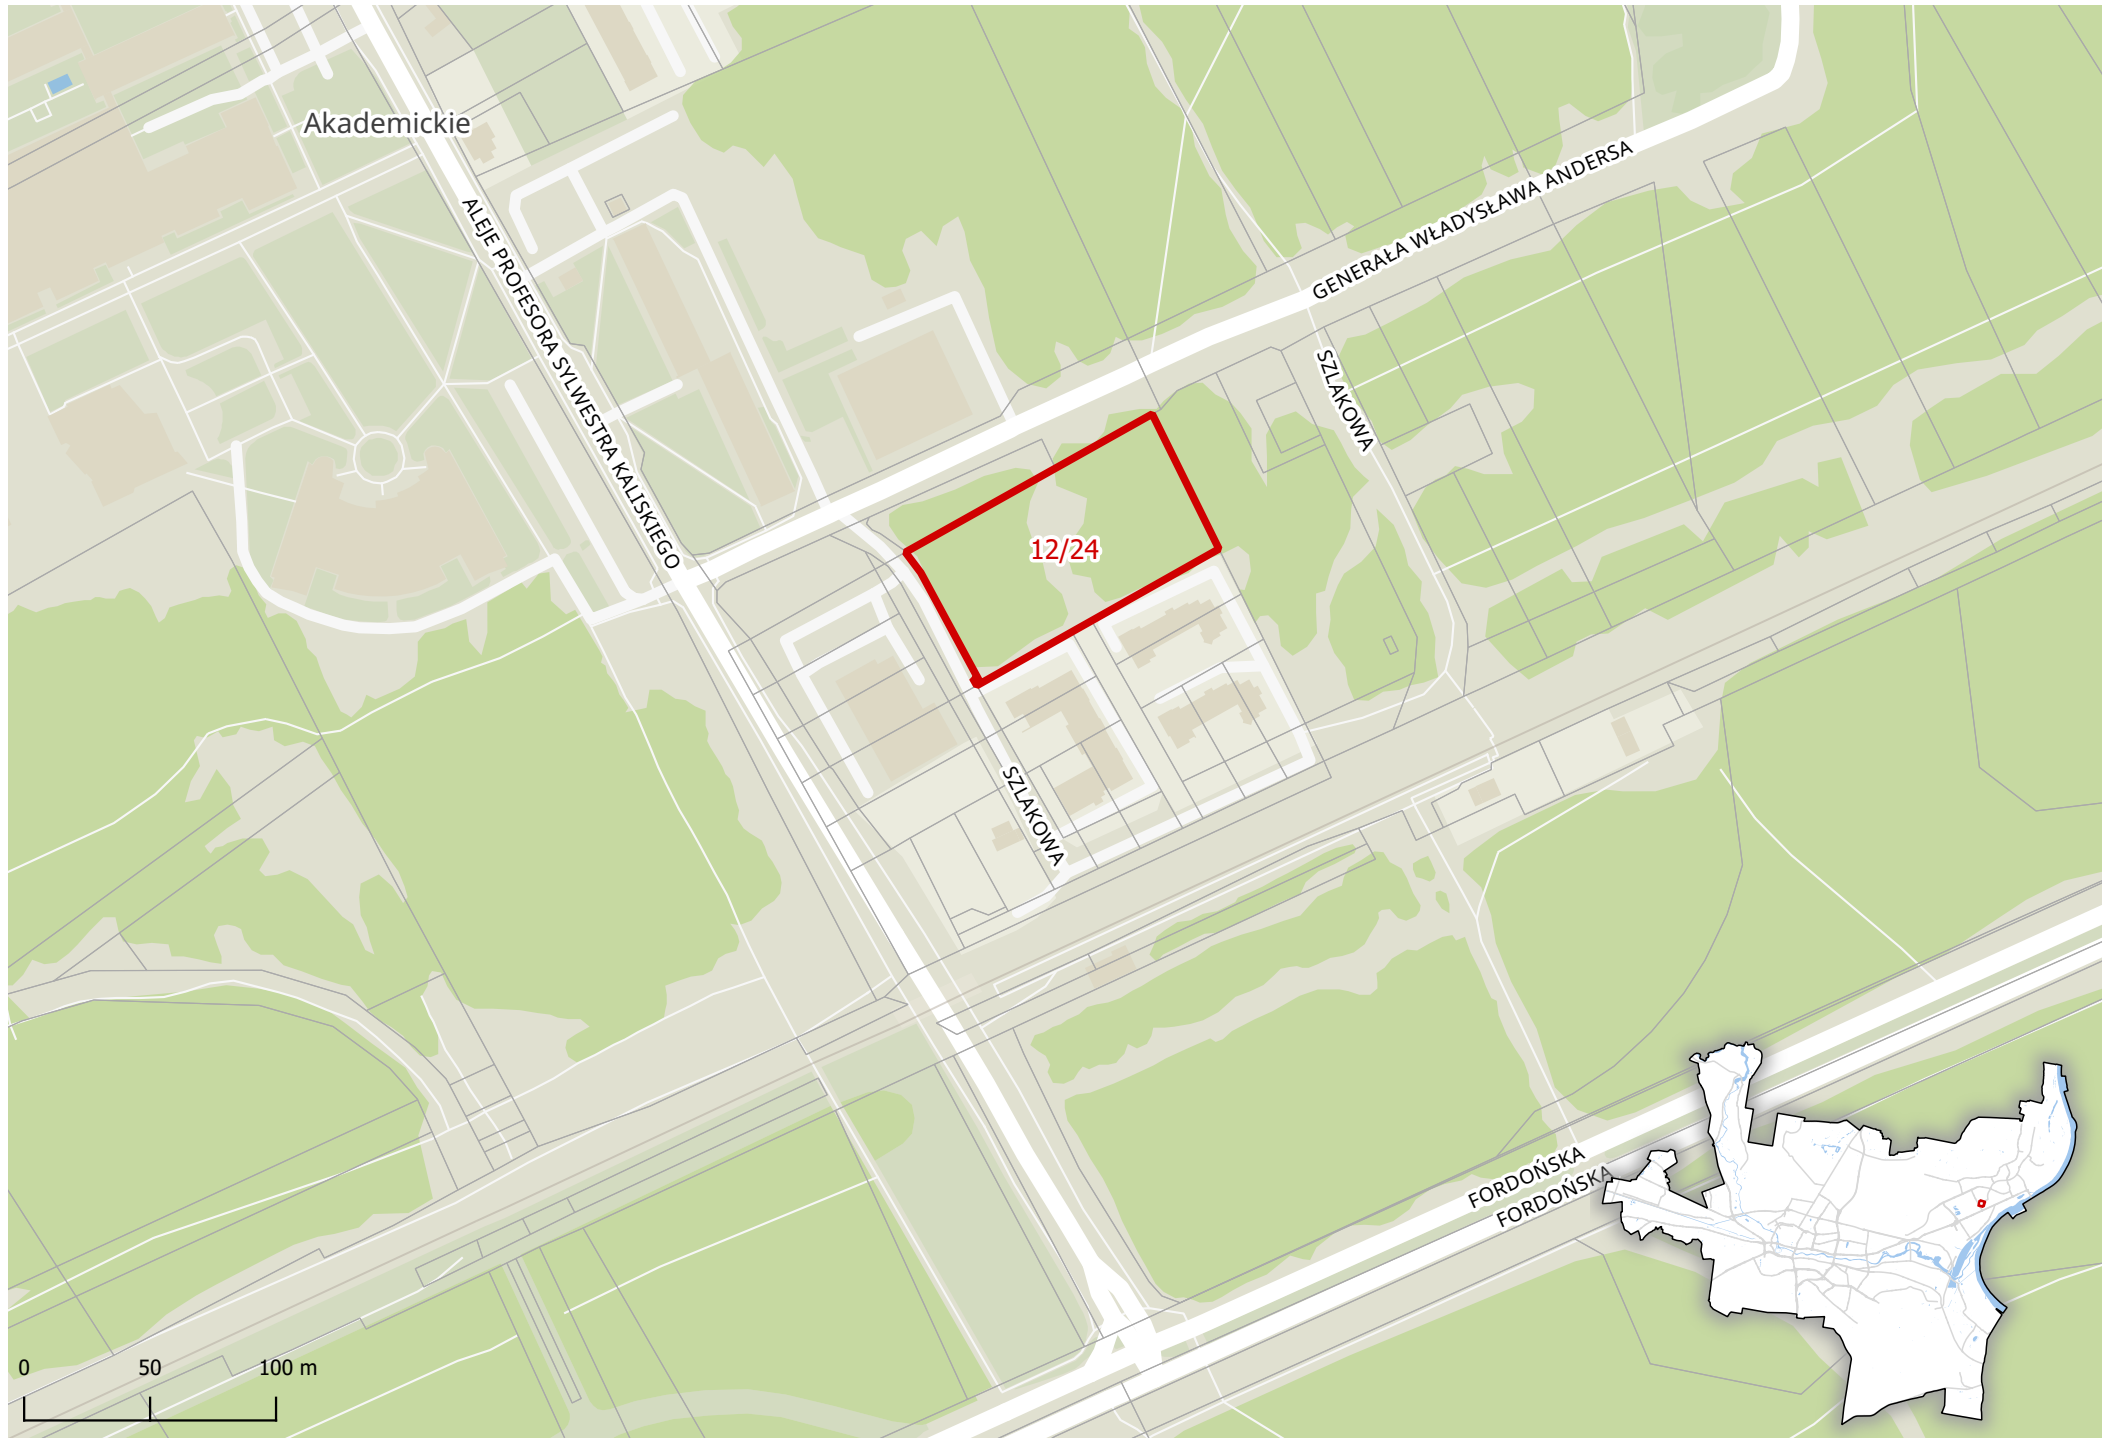 Akademickie
GENERAŁA WŁADYSŁAWA ANDERSA
ALEJE PROFESORA SYLWESTRA KALISKIEGO
SZLAKOWA
12/24
SZLAKOWA
FORDOŃSKA
FORDOŃSKA
0 50 100 m